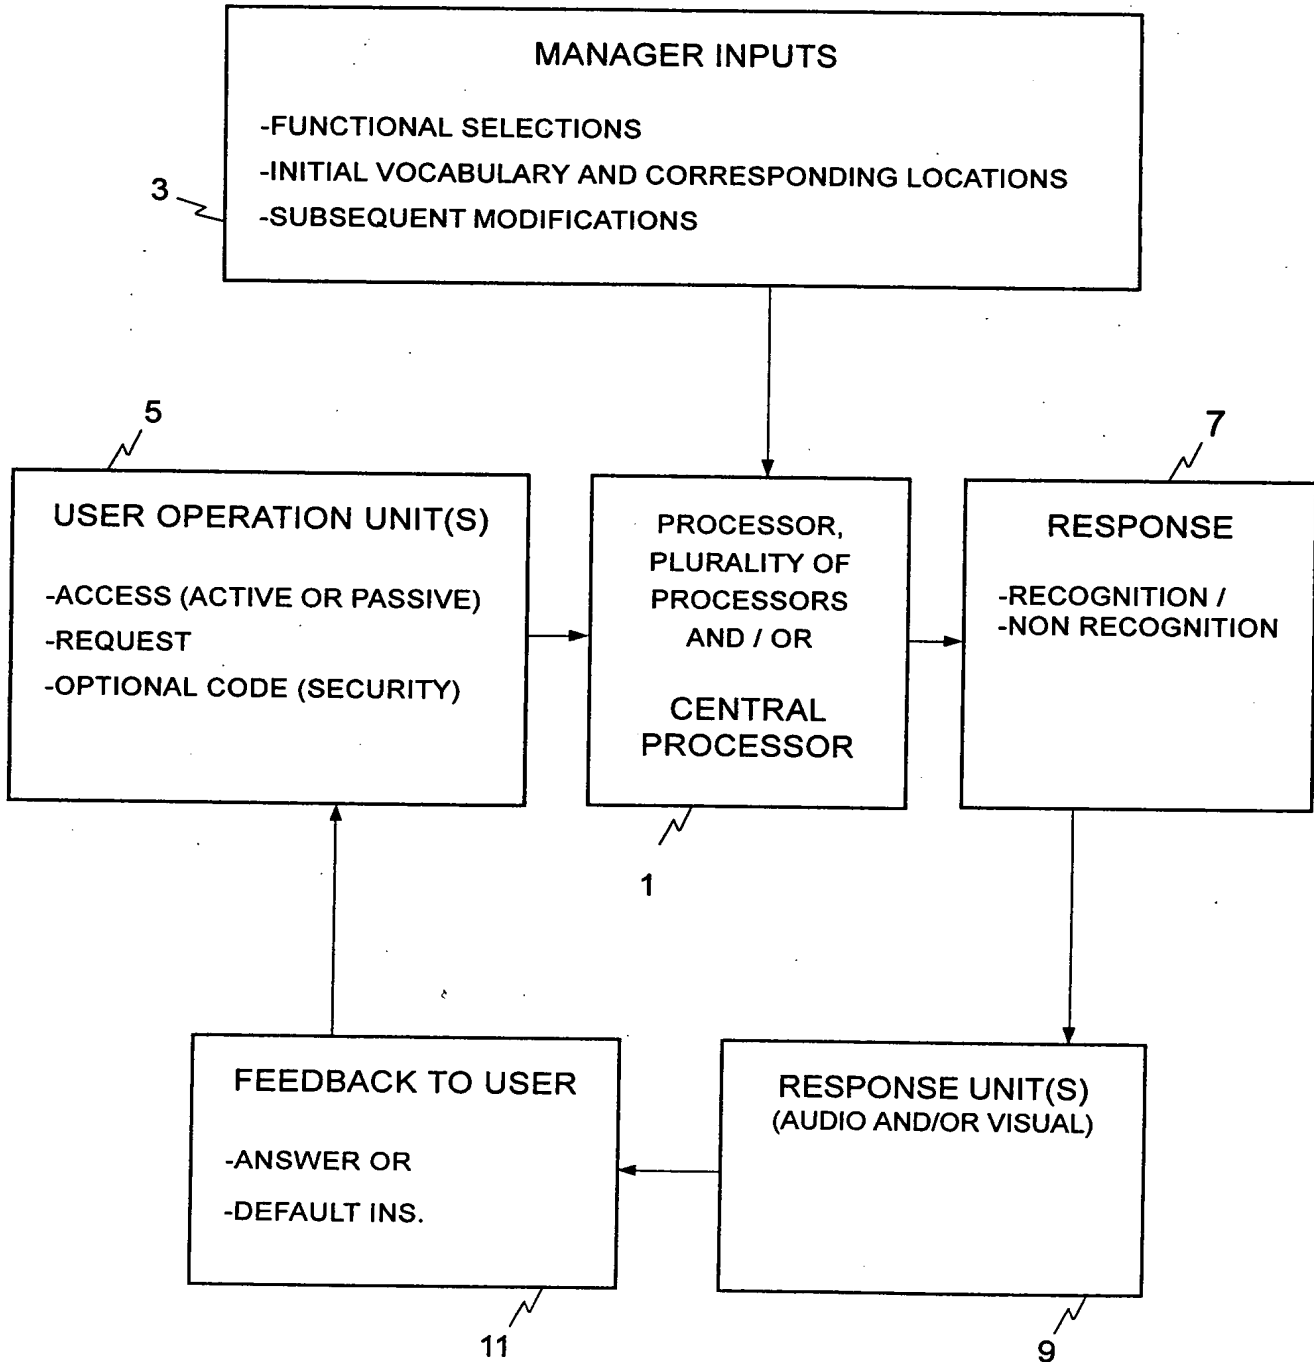 MANAGER INPUTS
-FUNCTIONAL SELECTIONS
-INITIAL VOCABULARY AND CORRESPONDING LOCATIONS
-SUBSEQUENT MODIFICATIONS
3
5
USER OPERATION UNIT(S)
-ACCESS (ACTIVE OR PASSIVE)
-REQUEST
-OPTIONAL CODE (SECURITY)
PROCESSOR,
PLURALITY OF
PROCESSORS
AND / OR
CENTRAL
PROCESSOR
1
7
RESPONSE
-RECOGNITION /
-NON RECOGNITION
FEEDBACK TO USER
-ANSWER OR
-DEFAULT INS.
11
RESPONSE UNIT(S)
(AUDIO AND/OR VISUAL)
9